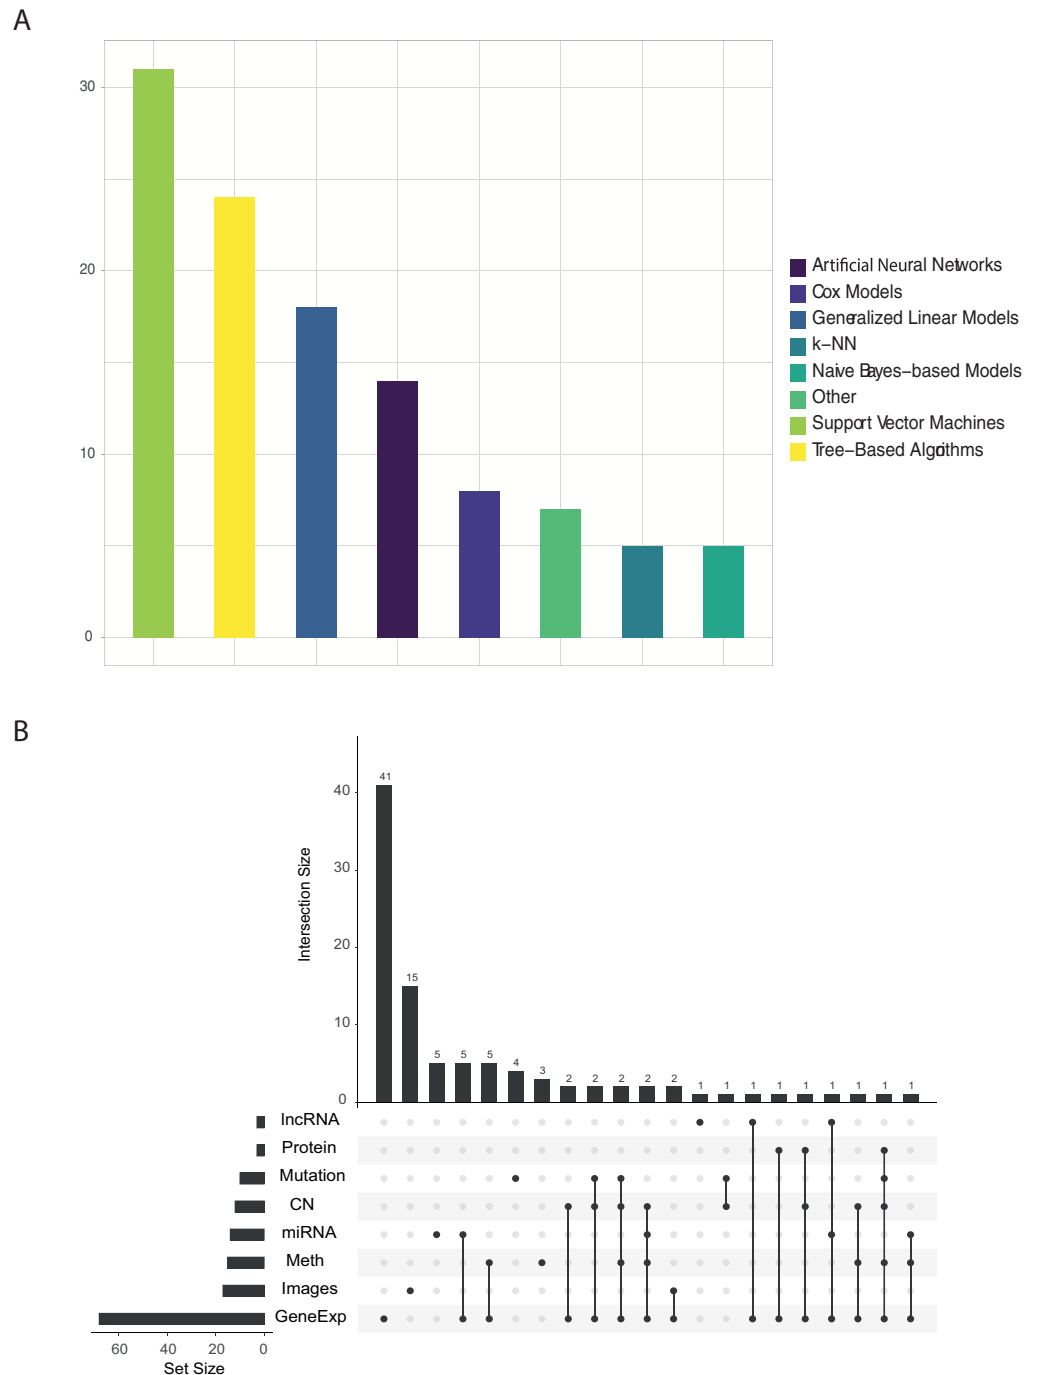 A
30
20
10
0
Artificial Neural Networks
Cox Models
Generalized Linear Models
k−NN
Naive Bayes−based Models
Other
Support Vector Machines
Tree−Based Algorithms
B
Intersection Size
40
30
20
10
0
41
15
5 5 5 4 3 2 2 2 2 2 1 1 1 1 1 1 1 1 1
lncRNA
Protein
Mutation
CN
miRNA
Meth
Images
GeneExp
60 40 20 0
Set Size